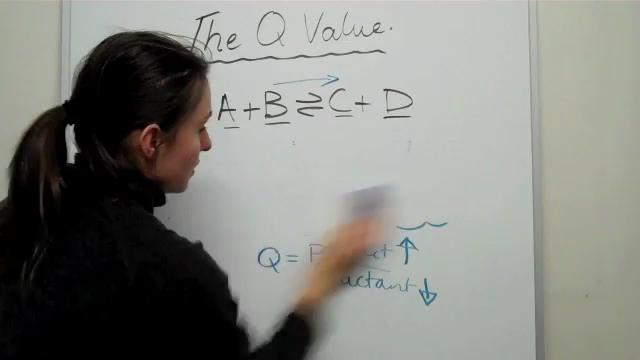 The Q Value.
A + B ⇌ C + D
Q =